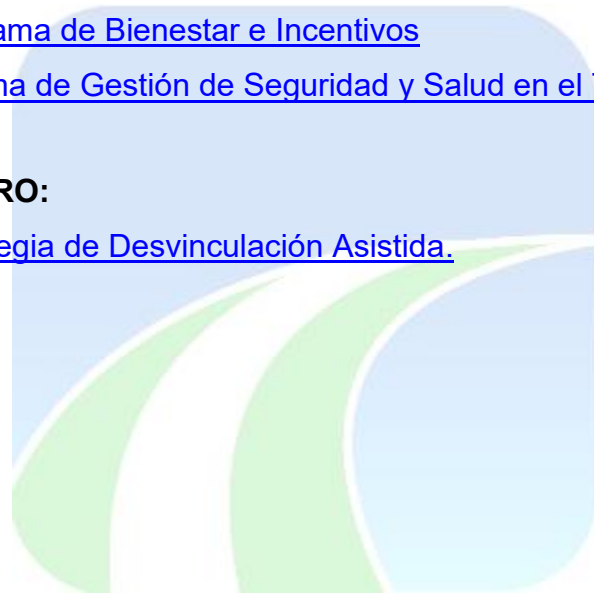 ama de Bienestar e Incentivos
na de Gestión de Seguridad y Salud en el
RO:
egia de Desvinculación Asistida.